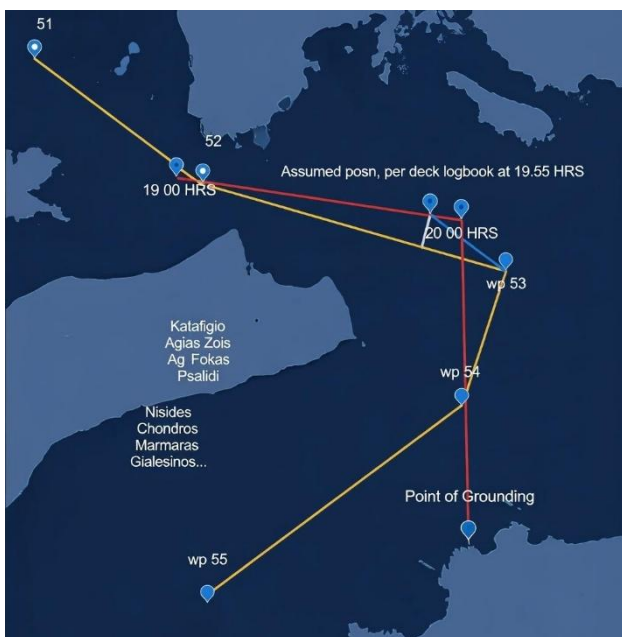 51
52
Assumed posn, per deck logbook at 19.55 HRS
19 00 HRS
20 00 HRS
wp 53
Katafigio
Agias Zois
Ag Fokas
Psalidi
wp 54
Nisides
Chondros
Marmaras
Gialesinos...
Point of Grounding
wp 55